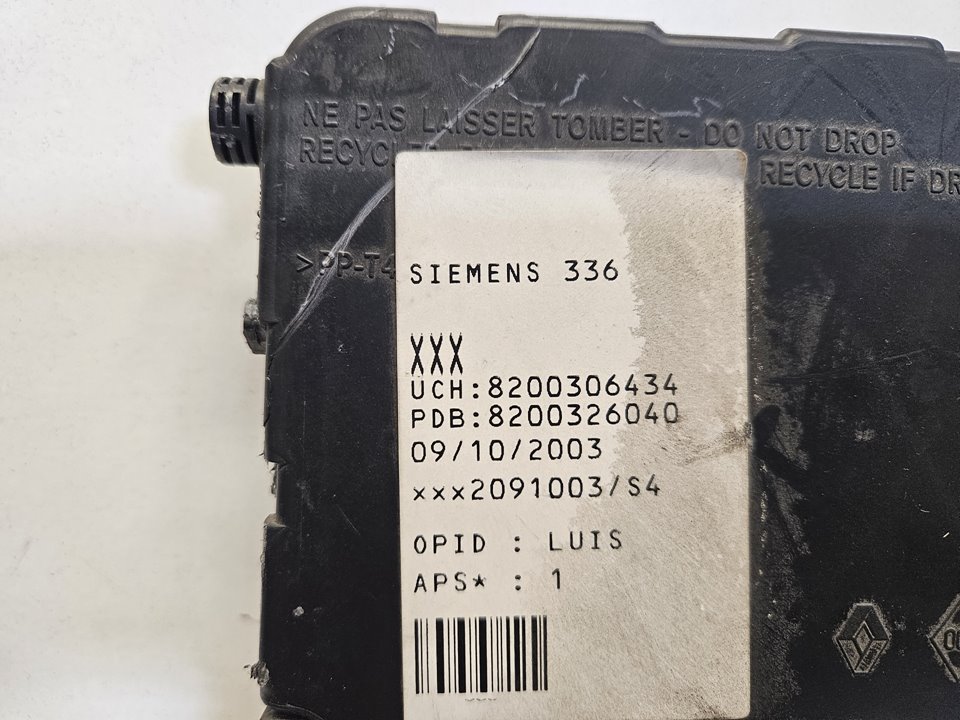 NE PAS LAISSER TOMBER - DO NOT DROP
RECYCLE IF
>PP-T4
SIEMENS 336
XXX
UCH:8200306434
PDB:8200326040
09/10/2003
xxx2091003/S4
OPID : LUIS
APS* : 1